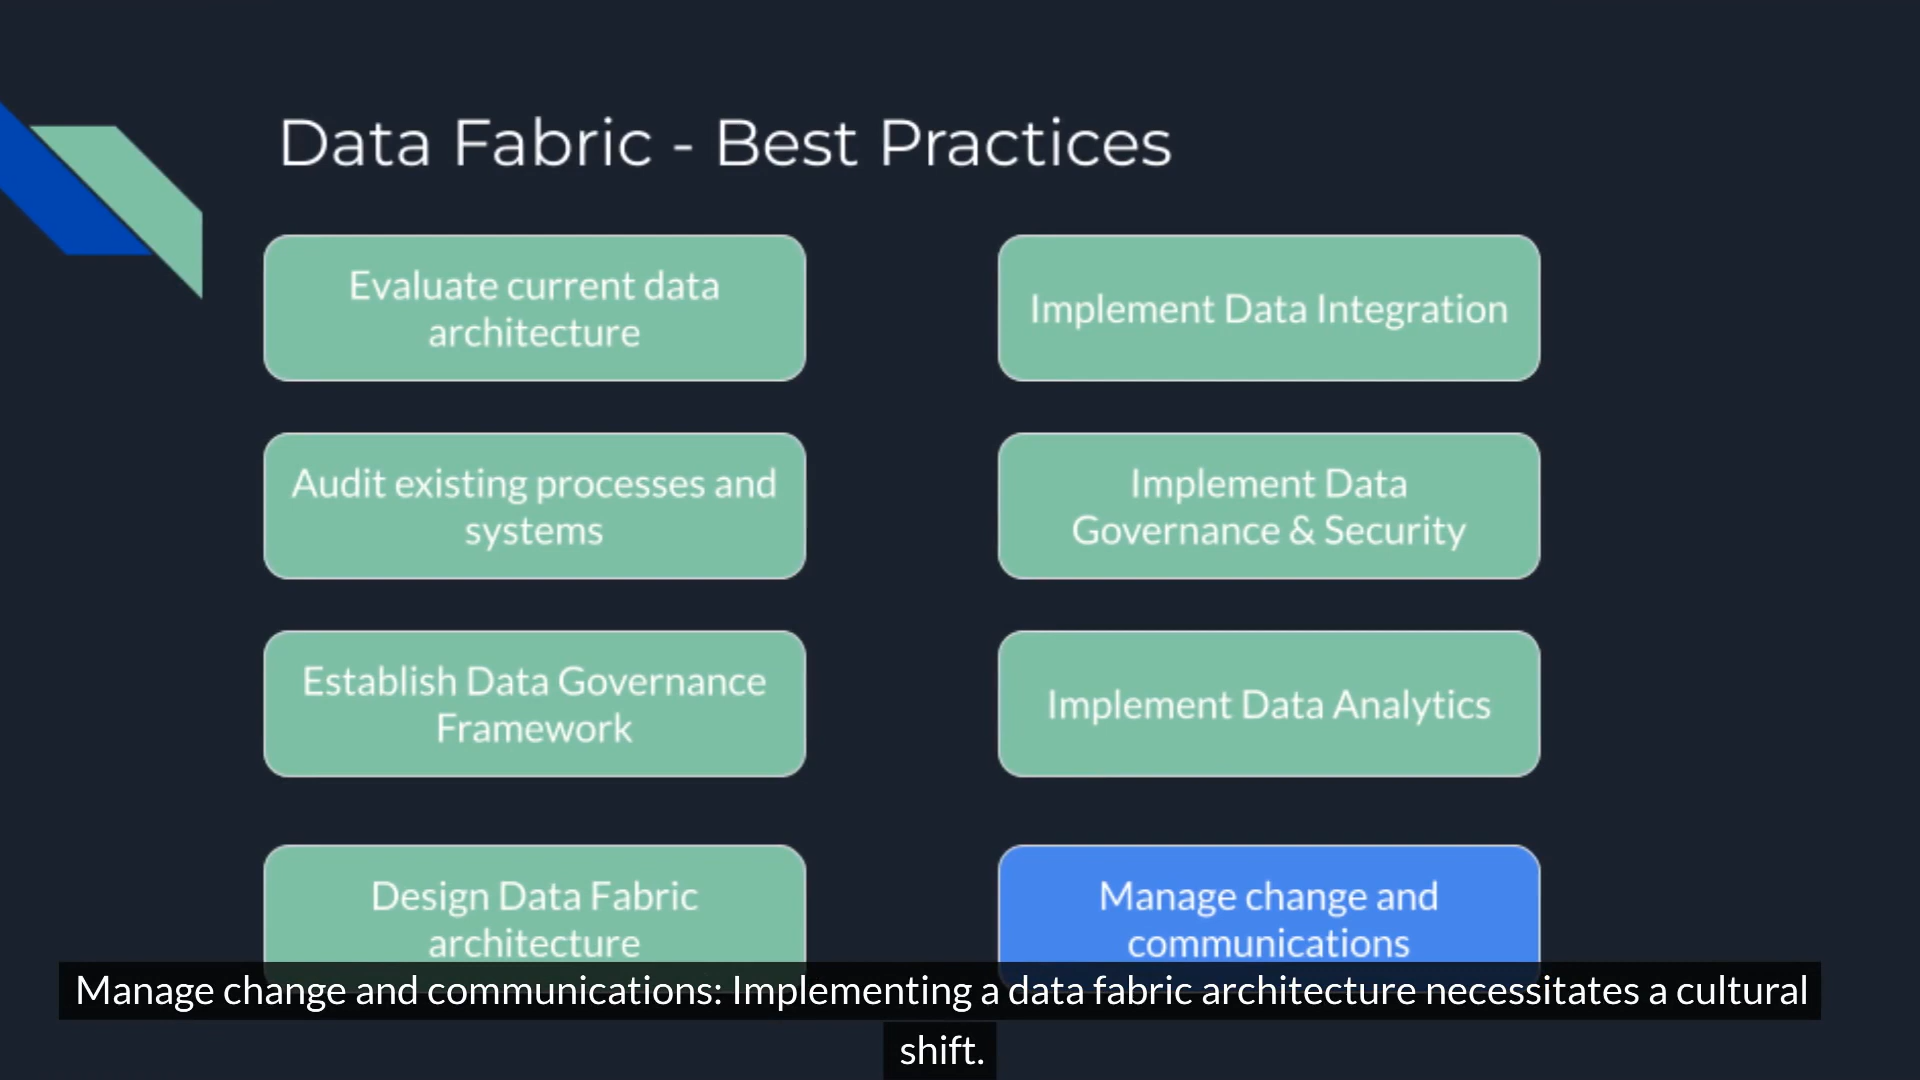 Data Fabric - Best Practices
Evaluate current data
architecture
Audit existing processes and
systems
Establish Data Governance
Framework
Design Data Fabric
architecture
Implement Data Integration
Implement Data
Governance & Security
Implement Data Analytics
Manage change and
communications
Manage change and communications: Implementing a data fabric architecture necessitates a cultural
shift.